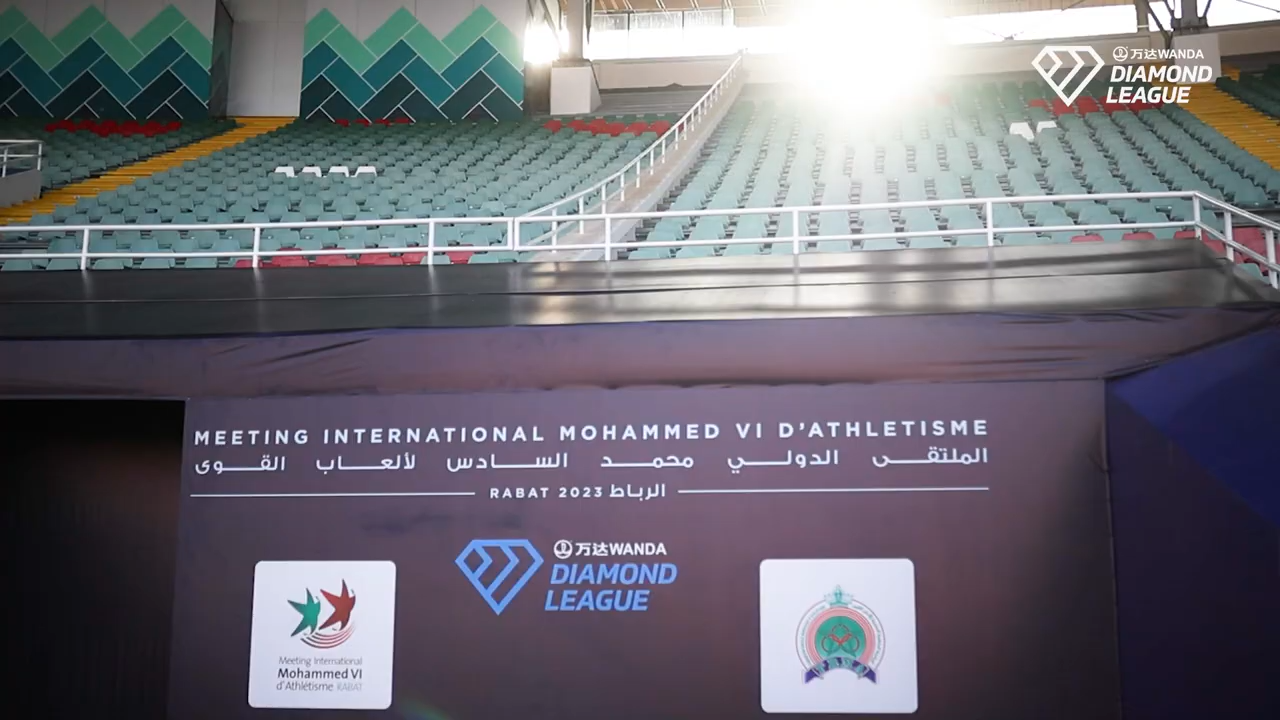 万达WANDA
DIAMOND
LEAGUE
MEETING INTERNATIONAL MOHAMMED VI D'ATHLETISME
الملتقى الدولي محمد السادس لألعاب القوى
RABAT 2023 الرباط
万达WANDA
DIAMOND
LEAGUE
Meeting International
Mohammed VI
d'Athlétisme RABAT